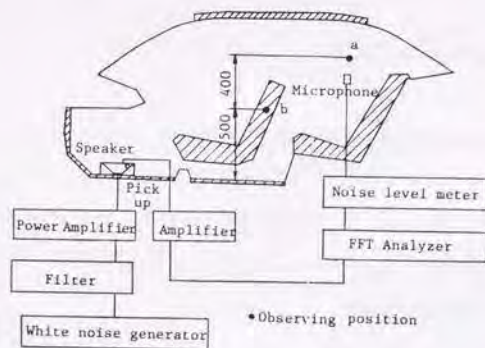 a
400
Microphone
b
500
Speaker
Pick
up
Noise level meter
Power Amplifier
Amplifier
FFT Analyzer
Filter
•Observing position
White noise generator